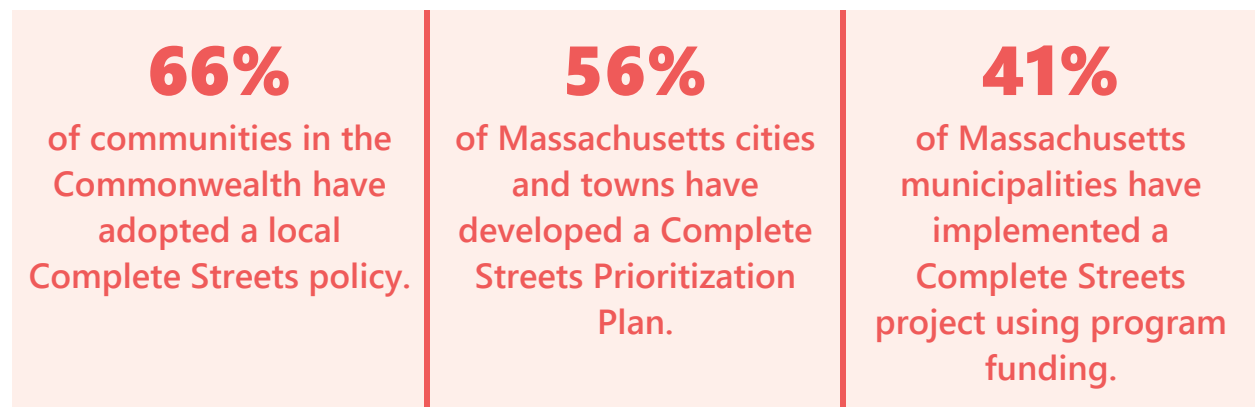 66%
of communities in the
Commonwealth have
adopted a local
Complete Streets policy.
56%
of Massachusetts cities
and towns have
developed a Complete
Streets Prioritization
Plan.
41%
of Massachusetts
municipalities have
implemented a
Complete Streets
project using program
funding.